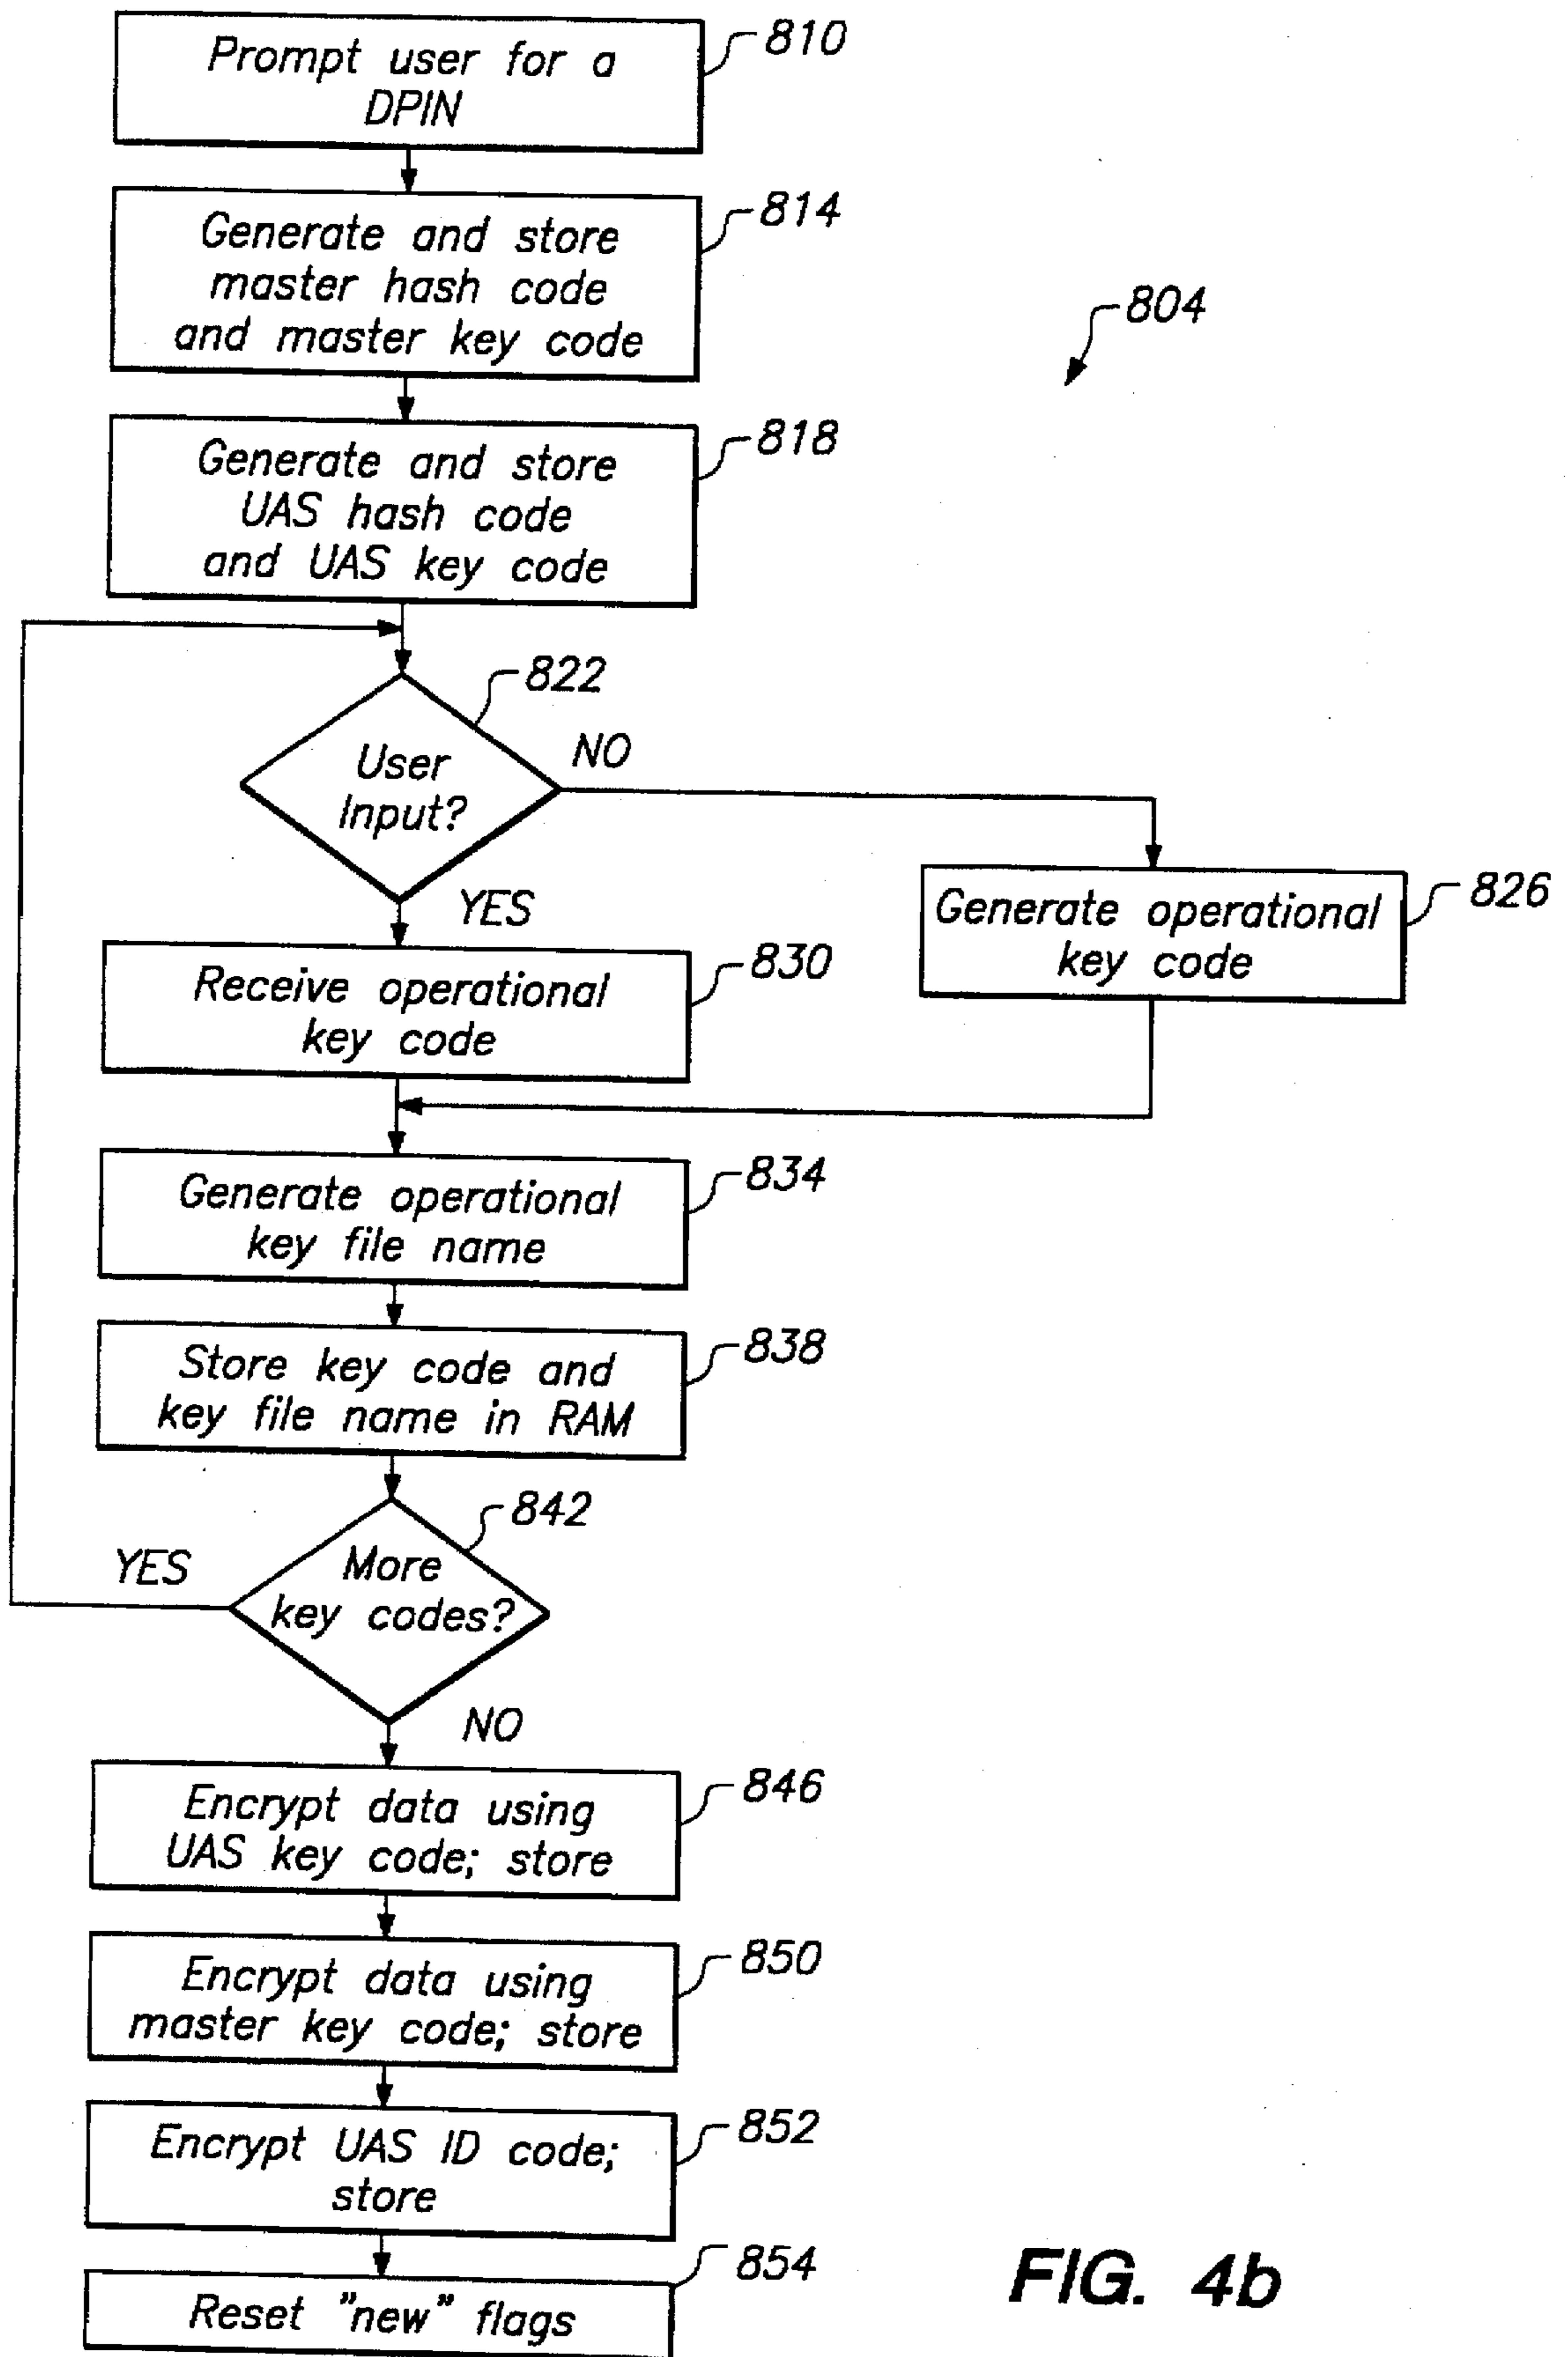 Prompt user for a
DPIN
810
Generate and store
master hash code
and master key code
814
804
Generate and store
UAS hash code
and UAS key code
818
822
User
Input?
NO
YES
Generate operational
key code
826
Receive operational
key code
830
Generate operational
key file name
834
Store key code and
key file name in RAM
838
842
More
key codes?
YES
NO
Encrypt data using
UAS key code; store
846
Encrypt data using
master key code; store
850
Encrypt UAS ID code;
store
852
Reset "new" flags
854
FIG. 4b